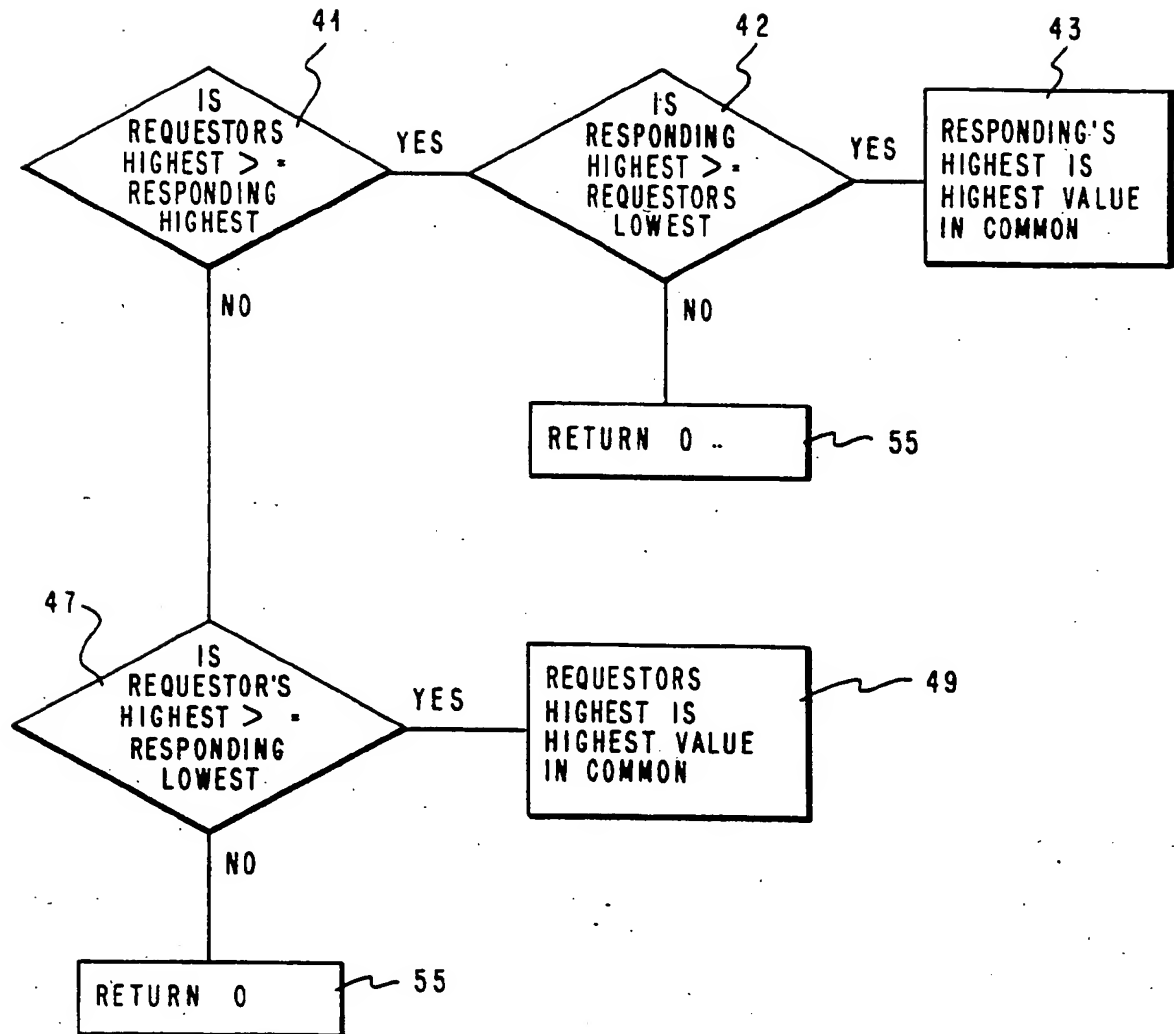 41
IS
REQUESTORS
HIGHEST > =
RESPONDING
HIGHEST
YES
NO
42
IS
RESPONDING
HIGHEST > =
REQUESTORS
LOWEST
YES
NO
43
RESPONDING'S
HIGHEST IS
HIGHEST VALUE
IN COMMON
RETURN 0
55
47
IS
REQUESTOR'S
HIGHEST > =
RESPONDING
LOWEST
YES
NO
REQUESTORS
HIGHEST IS
HIGHEST VALUE
IN COMMON
49
RETURN 0
55